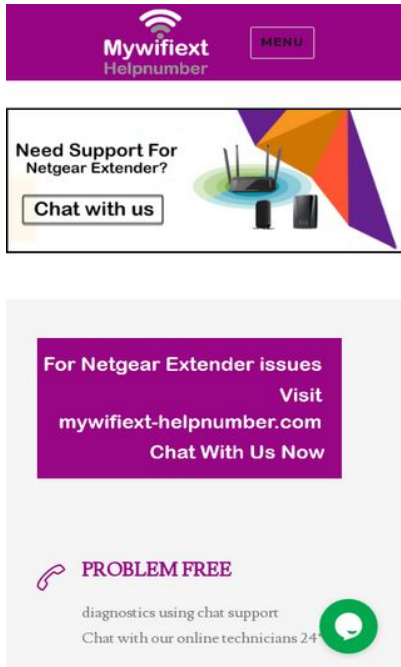 Mywifiext
Helpnumber
MENU
Need Support For
Netgear Extender?
Chat with us
For Netgear Extender issues
Visit
mywifiext-helpnumber.com
Chat With Us Now
PROBLEM FREE
diagnostics using chat support
Chat with our online technicians 24*